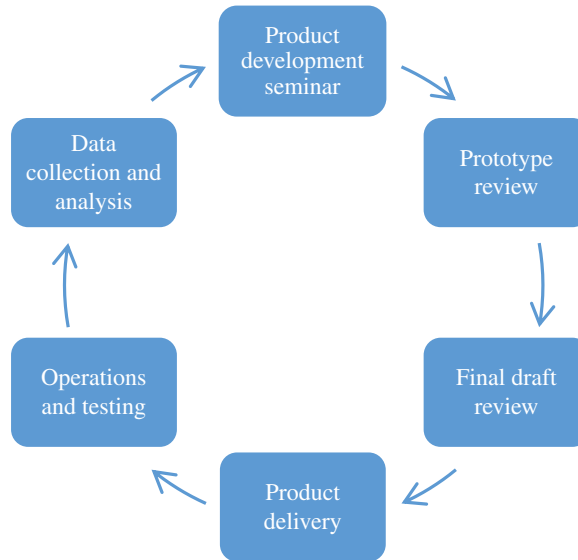 Product
development
seminar
Prototype
review
Final draft
review
Product
delivery
Operations
and testing
Data
collection and
analysis